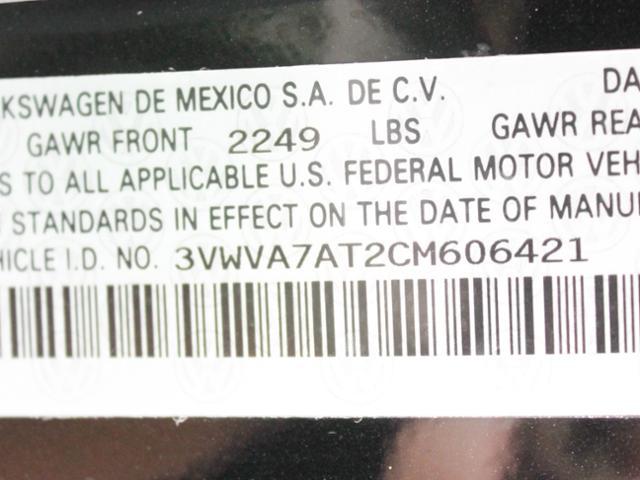 KSWAGEN DE MEXICO S.A. DE C.V. DA
GAWR FRONT 2249 LBS GAWR REA
S TO ALL APPLICABLE U.S. FEDERAL MOTOR VEH
STANDARDS IN EFFECT ON THE DATE OF MANU
HICLE I.D. NO. 3VWVA7AT2CM606421